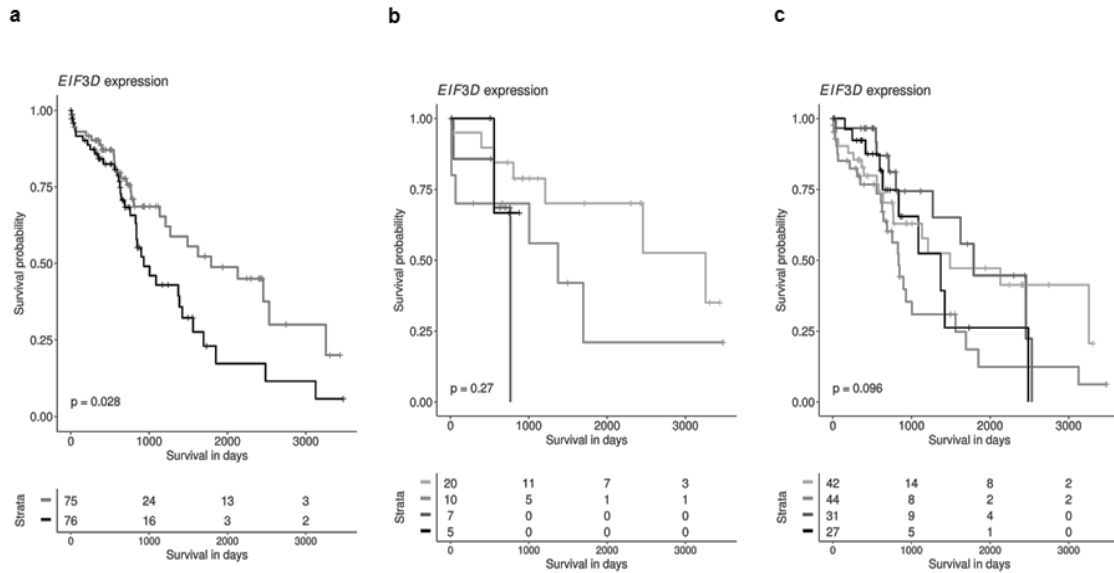 a
EIF3D expression
1.00
0.75
0.50
0.25
0.00
Survival probability
p = 0.028
0 1000 2000 3000
Survival in days
Strata
75 24 13 3
76 16 3 2
0 1000 2000 3000
Survival in days
b
EIF3D expression
1.00
0.75
0.50
0.25
0.00
Survival probability
p = 0.27
0 1000 2000 3000
Survival in days
Strata
20 11 7 3
10 5 1 1
7 0 0 0
5 0 0 0
0 1000 2000 3000
Survival in days
c
EIF3D expression
1.00
0.75
0.50
0.25
0.00
Survival probability
p = 0.096
0 1000 2000 3000
Survival in days
Strata
42 14 8 2
44 8 2 2
31 9 4 0
27 5 1 0
0 1000 2000 3000
Survival in days